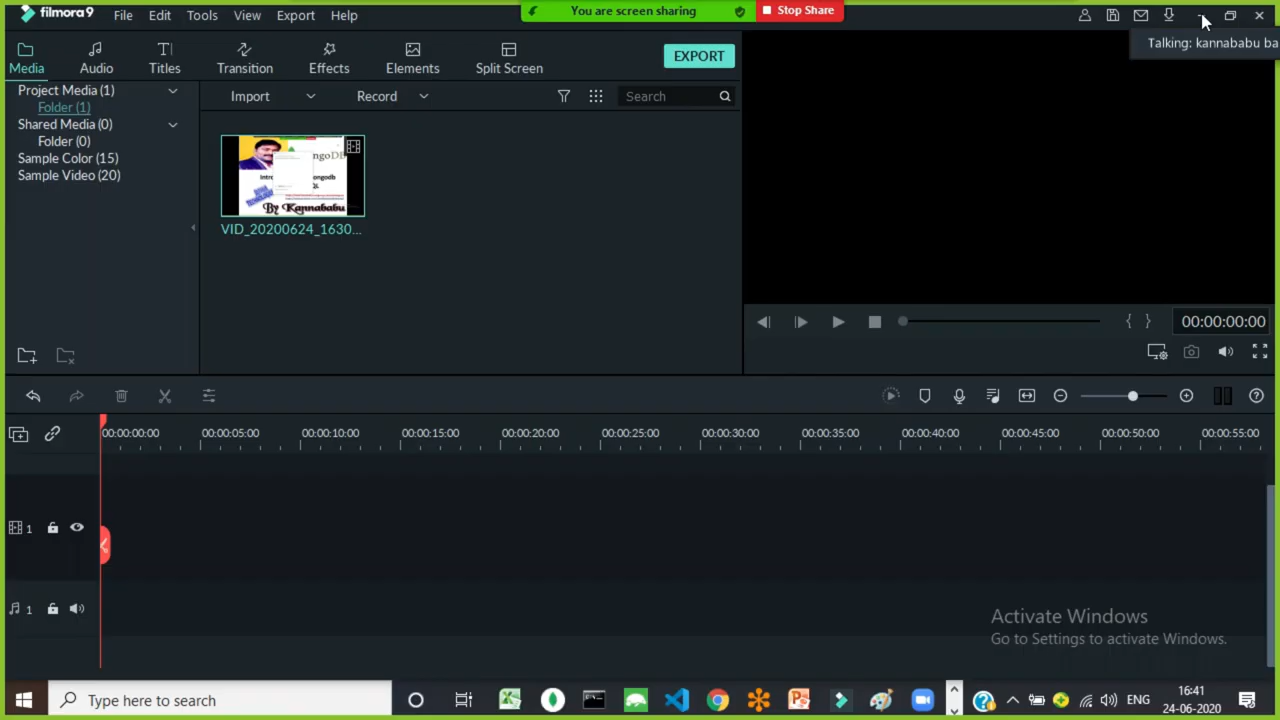 filmora9 File Edit Tools View Export Help
You are screen sharing Stop Share
Talking: kannababu ba
Media Audio Titles Transition Effects Elements Split Screen EXPORT
Project Media (1)
Folder (1)
Shared Media (0)
Folder (0)
Sample Color (15)
Sample Video (20)
Import Record Search
By Kannababu
VID_20200624_1630...
{ } 00:00:00:00
00:00:00:00 00:00:05:00 00:00:10:00 00:00:15:00 00:00:20:00 00:00:25:00 00:00:30:00 00:00:35:00 00:00:40:00 00:00:45:00 00:00:50:00 00:00:55:00
1
1
Activate Windows
Go to Settings to activate Windows.
Type here to search
ENG
16:41
24-06-2020